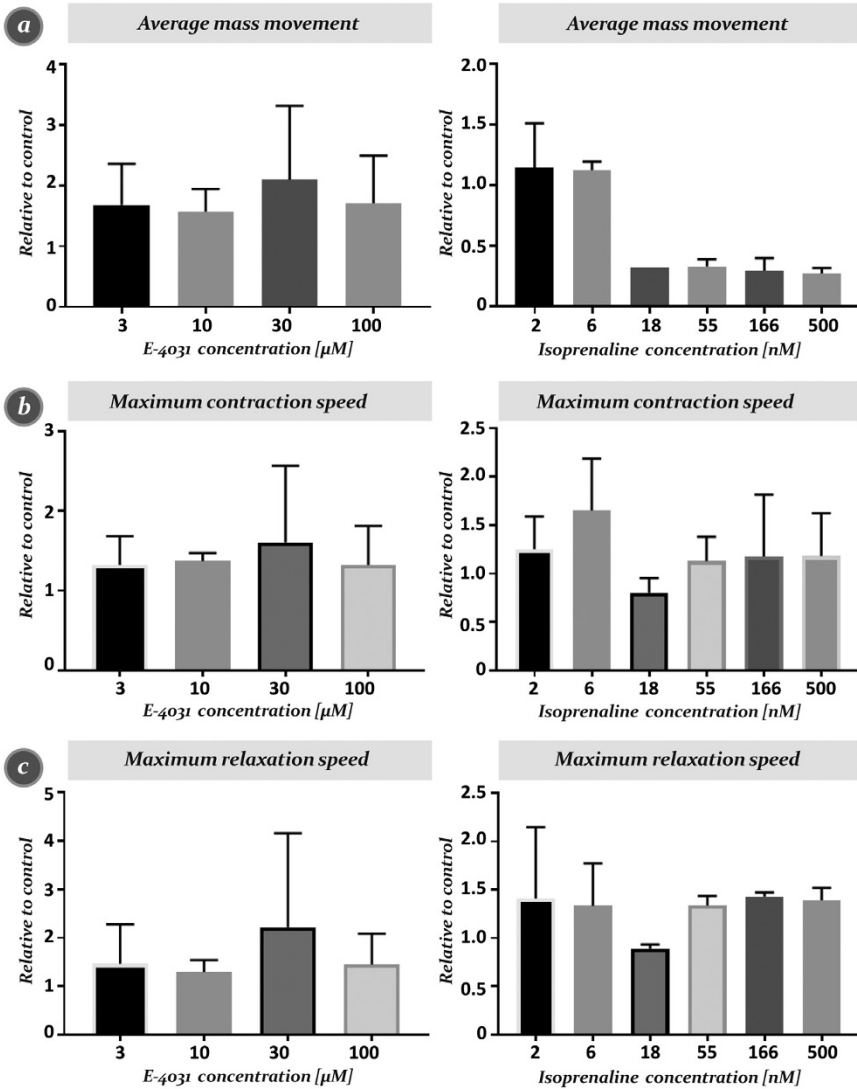 a
Average mass movement
Average mass movement
Relative to control
4
3
2
1
0
3 10 30 100
E-4031 concentration [μM]
Relative to control
2.0
1.5
1.0
0.5
0
2 6 18 55 166 500
Isoprenaline concentration [nM]
b
Maximum contraction speed
Maximum contraction speed
Relative to control
3
2
1
0
3 10 30 100
E-4031 concentration [μM]
Relative to control
2.5
2.0
1.5
1.0
0.5
0
2 6 18 55 166 500
Isoprenaline concentration [nM]
c
Maximum relaxation speed
Maximum relaxation speed
Relative to control
5
4
3
2
1
0
3 10 30 100
E-4031 concentration [μM]
Relative to control
2.5
2.0
1.5
1.0
0.5
0
2 6 18 55 166 500
Isoprenaline concentration [nM]